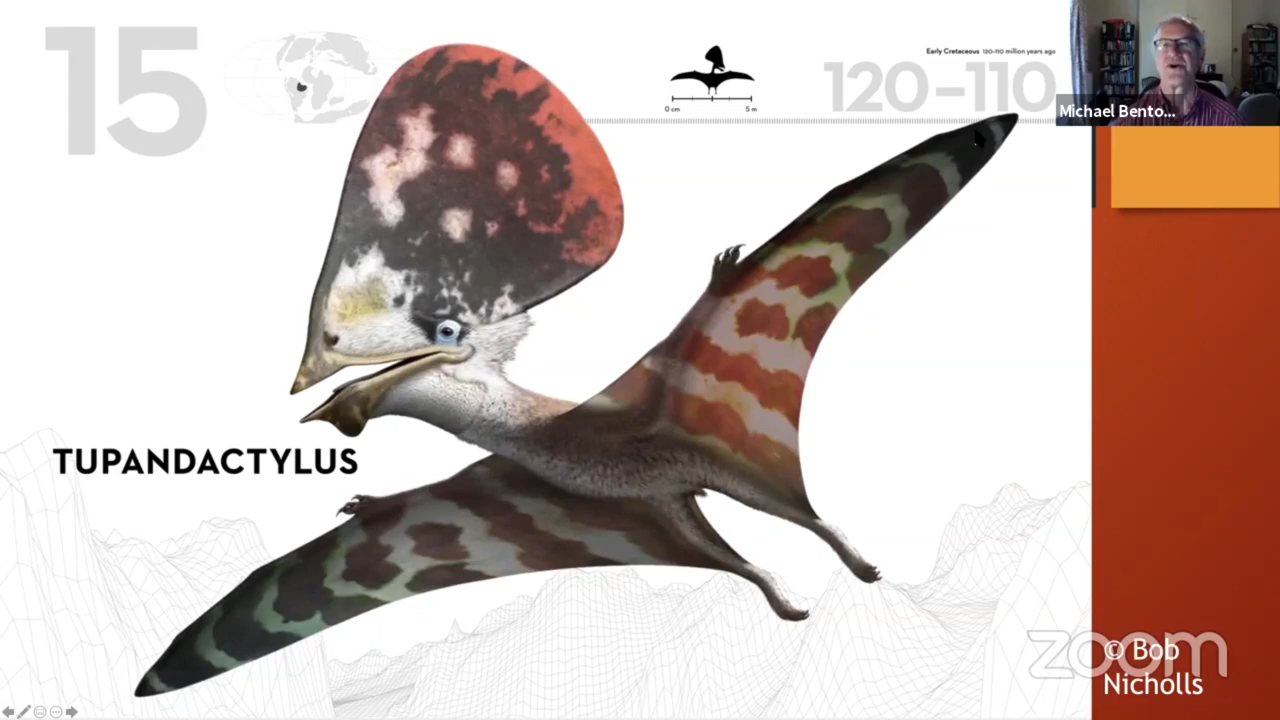 15
Early Cretaceous 120-110 million years ago
120-110
0 cm 5 m
Michael Bento...
TUPANDACTYLUS
zoom
© Bob
Nicholls